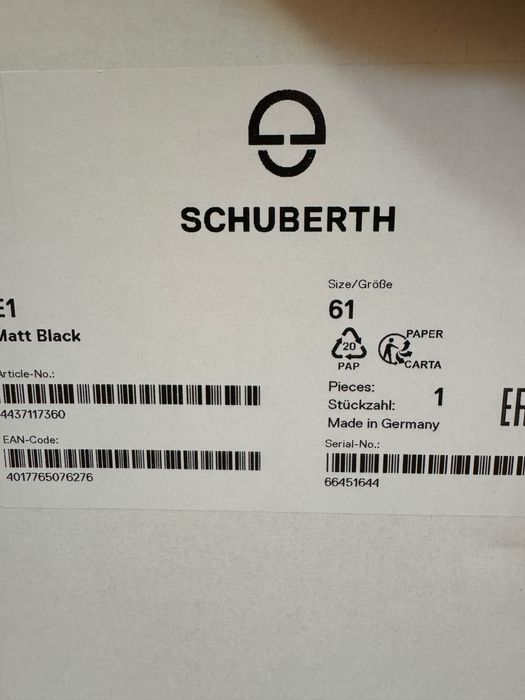 SCHUBERTH
E1
Matt Black
Article-No.:
4437117360
EAN-Code:
4017765076276
Size/Größe
61
20
PAP
PAPER
CARTA
Pieces:
Stückzahl: 1
Made in Germany
Serial-No.:
66451644